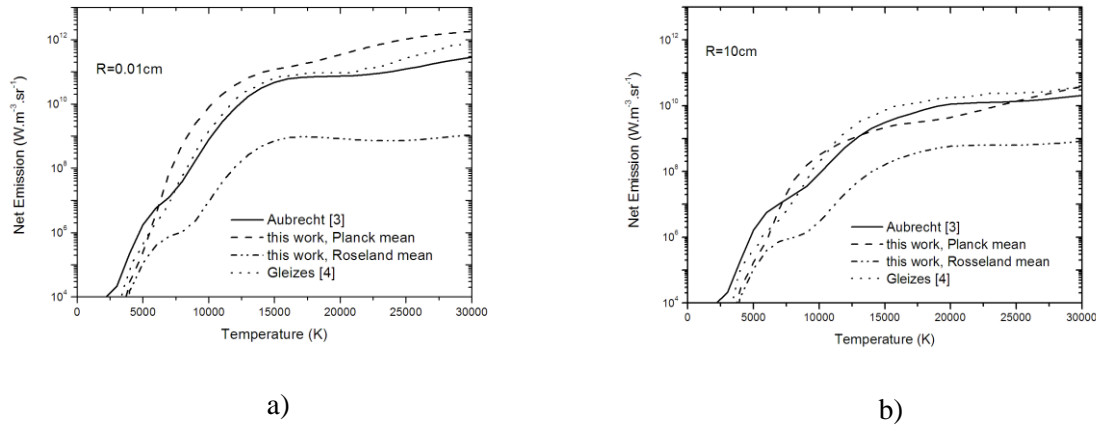 Net Emission (W.m⁻³.sr⁻¹)
10¹²
10¹⁰
10⁸
10⁶
10⁴
R=0.01cm
Aubrecht [3]
this work, Planck mean
this work, Roseland mean
Gleizes [4]
0 5000 10000 15000 20000 25000 30000
Temperature (K)
a)
Net Emission (W.m⁻³.sr⁻¹)
10¹²
10¹⁰
10⁸
10⁶
10⁴
R=10cm
Aubrecht [3]
this work, Planck mean
this work, Rosseland mean
Gleizes [4]
0 5000 10000 15000 20000 25000 30000
Temperature (K)
b)